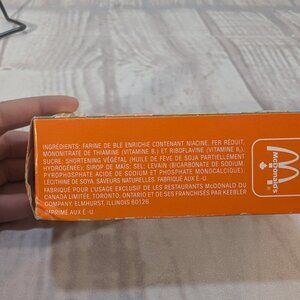 INGRÉDIENTS: FARINE DE BLÉ ENRICHIE CONTENANT NIACINE, FER RÉDUIT,
MONONITRATE DE THIAMINE (VITAMINE B₁) ET RIBOFLAVINE (VITAMINE B₂);
SUCRE; SHORTENING VÉGÉTAL (HUILE DE FÈVE DE SOJA PARTIELLEMENT
HYDROGÉNÉE); SIROP DE MAÏS; SEL; LEVAIN (BICARBONATE DE SODIUM,
PYROPHOSPHATE ACIDE DE SODIUM ET PHOSPHATE MONOCALCIQUE);
LÉCITHINE DE SOYA; SAVEURS NATURELLES. FABRIQUÉ AUX É.-U.
FABRIQUÉ POUR L'USAGE EXCLUSIF DE LES RESTAURANTS McDONALD DU
CANADA LIMITÉE, TORONTO, ONTARIO ET DE SES FRANCHISÉS PAR KEEBLER
COMPANY, ELMHURST, ILLINOIS 60126.
IMPRIMÉ AUX É.-U.
McDonald's